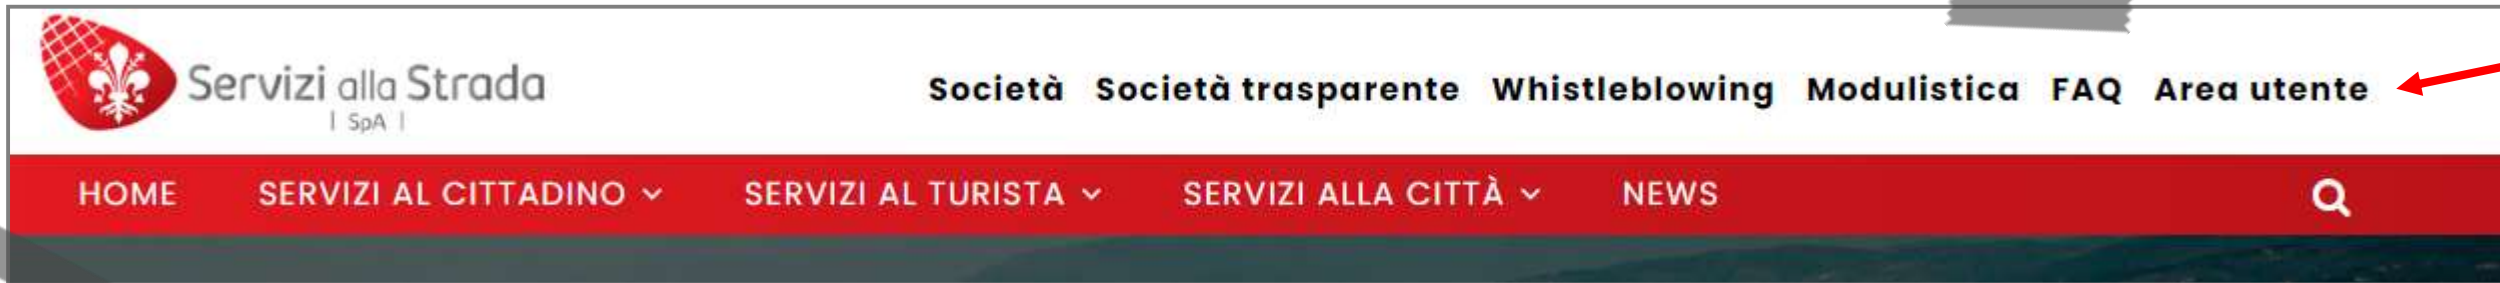 Servizi alla Strada
| SpA |
Società Società trasparente Whistleblowing Modulistica FAQ Area utente
HOME SERVIZI AL CITTADINO SERVIZI AL TURISTA SERVIZI ALLA CITTÀ NEWS